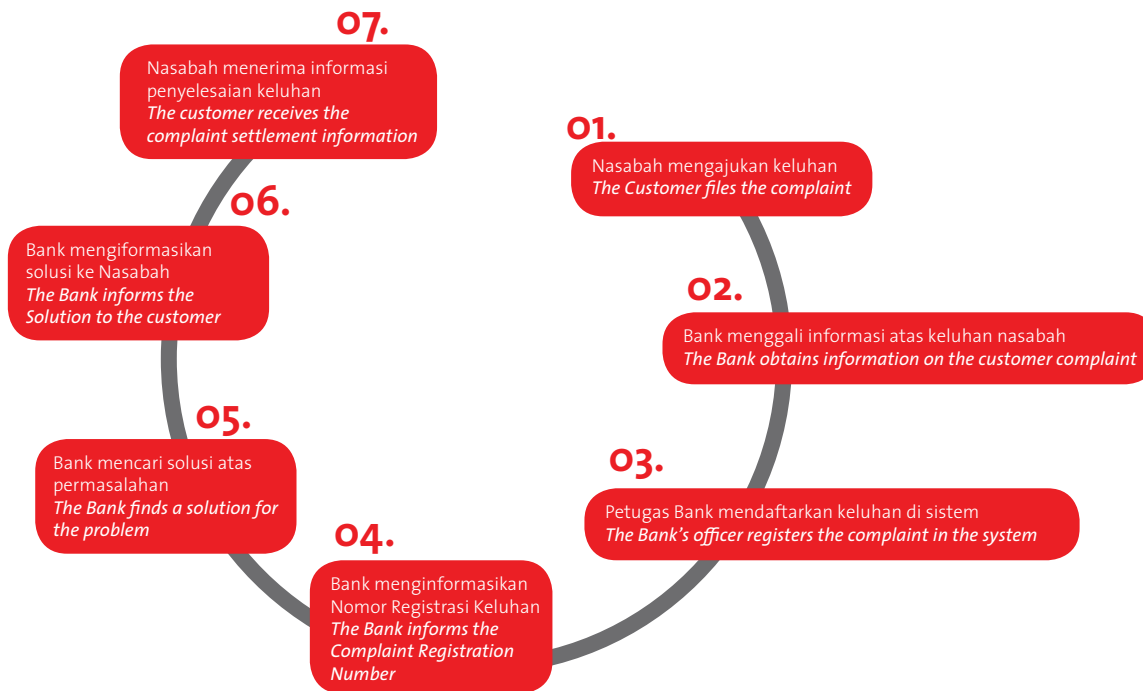 01.
Nasabah mengajukan keluhan
The Customer files the complaint
02.
Bank menggali informasi atas keluhan nasabah
The Bank obtains information on the customer complaint
03.
Petugas Bank mendaftarkan keluhan di sistem
The Bank's officer registers the complaint in the system
04.
Bank menginformasikan
Nomor Registrasi Keluhan
The Bank informs the
Complaint Registration
Number
05.
Bank mencari solusi atas
permasalahan
The Bank finds a solution for
the problem
06.
Bank mengiformasikan
solusi ke Nasabah
The Bank informs the
Solution to the customer
07.
Nasabah menerima informasi
penyelesaian keluhan
The customer receives the
complaint settlement information